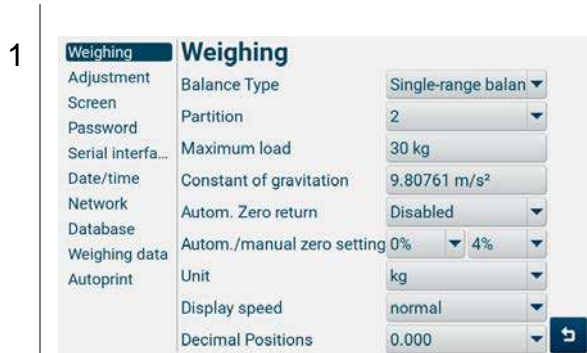 1
Weighing
Adjustment
Screen
Password
Serial interfa...
Date/time
Network
Database
Weighing data
Autoprint
Weighing
Balance Type Single-range balan
Partition 2
Maximum load 30 kg
Constant of gravitation 9.80761 m/s²
Autom. Zero return Disabled
Autom./manual zero setting 0% 4%
Unit kg
Display speed normal
Decimal Positions 0.000